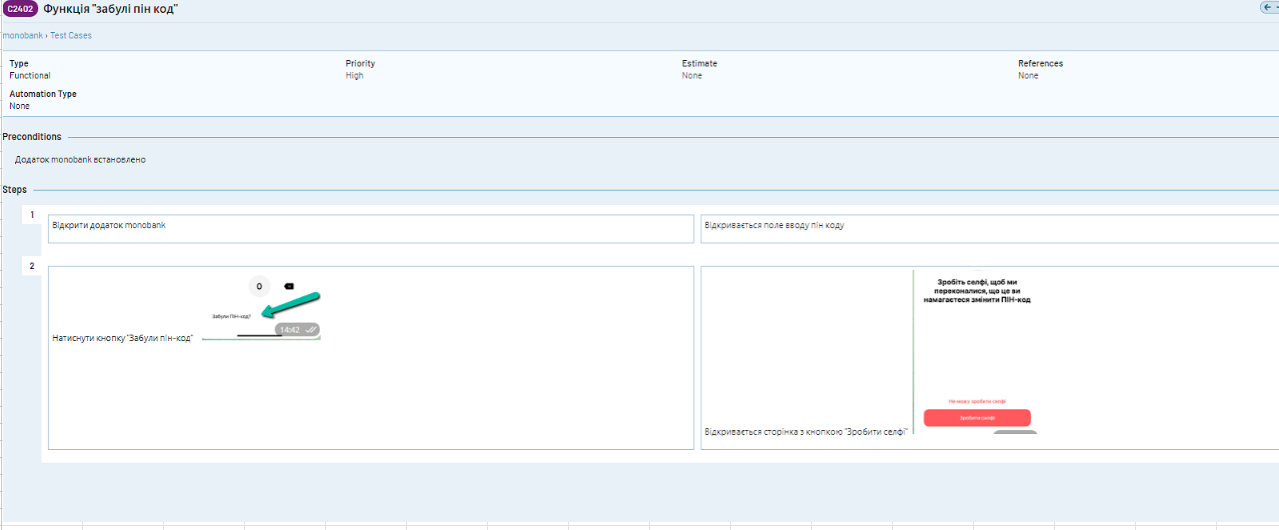 C2402 Функція "забулі пін код"
monobank › Test Cases
Type Priority Estimate References
Functional High None None
Automation Type
None
Preconditions
Додаток monobank встановлено
Steps
1
Відкрити додаток monobank
Відкривається поле вводу пін коду
2
0
Забули ПІН-код?
14:42
Натиснути кнопку "Забули пін-код"
Зробіть селфі, щоб ми
переконалися, що це ви
намагаєтеся змінити ПІН-код
Не можу зробити селфі
Зробити селфі
Відкривається сторінка з кнопкою "Зробити селфі"